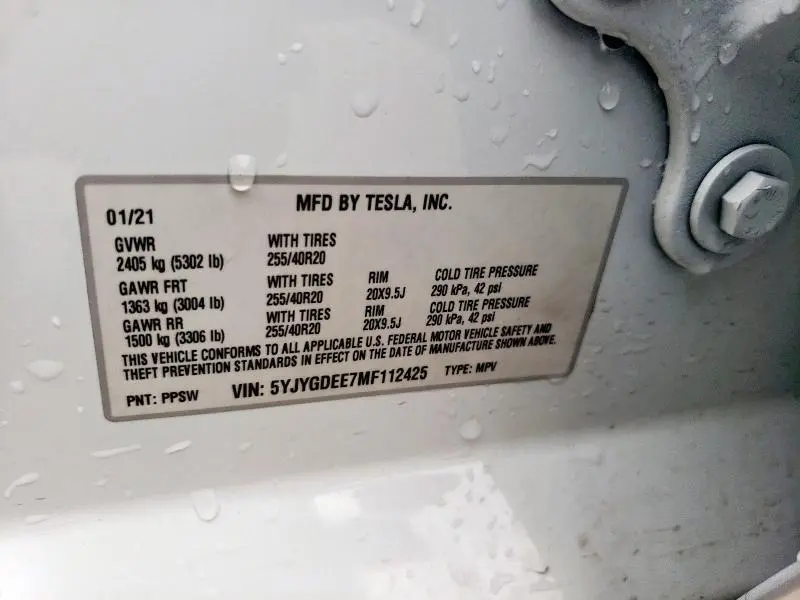 01/21 MFD BY TESLA, INC.
GVWR WITH TIRES
2405 kg (5302 lb) 255/40R20
GAWR FRT WITH TIRES RIM COLD TIRE PRESSURE
1363 kg (3004 lb) 255/40R20 20X9.5J 290 kPa, 42 psi
GAWR RR WITH TIRES RIM COLD TIRE PRESSURE
1500 kg (3306 lb) 255/40R20 20X9.5J 290 kPa, 42 psi
THIS VEHICLE CONFORMS TO ALL APPLICABLE U.S. FEDERAL MOTOR VEHICLE SAFETY AND
THEFT PREVENTION STANDARDS IN EFFECT ON THE DATE OF MANUFACTURE SHOWN ABOVE.
PNT: PPSW VIN: 5YJYGDEE7MF112425 TYPE: MPV